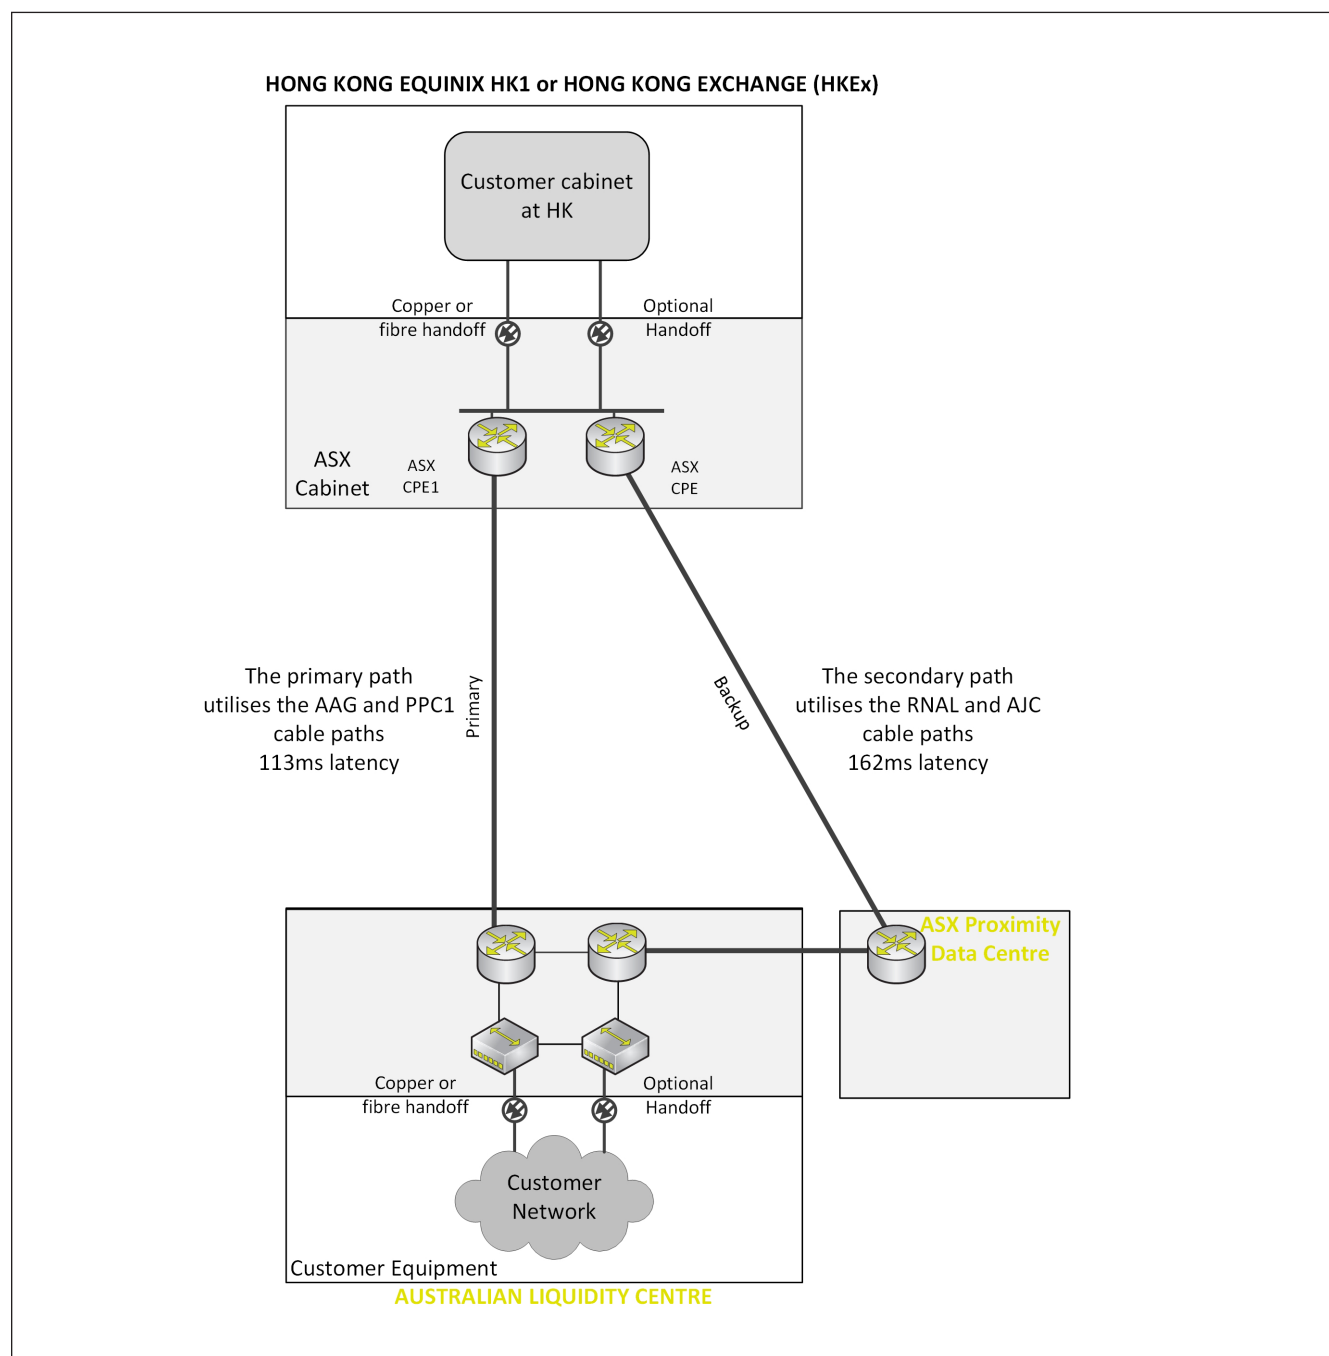 HONG KONG EQUINIX HK1 or HONG KONG EXCHANGE (HKEx)
Customer cabinet
at HK
Copper or
fibre handoff
Optional
Handoff
ASX
Cabinet
ASX
CPE1
ASX
CPE
The primary path
utilises the AAG and PPC1
cable paths
113ms latency
Primary
Backup
The secondary path
utilises the RNAL and AJC
cable paths
162ms latency
ASX Proximity
Data Centre
Copper or
fibre handoff
Optional
Handoff
Customer
Network
Customer Equipment
AUSTRALIAN LIQUIDITY CENTRE